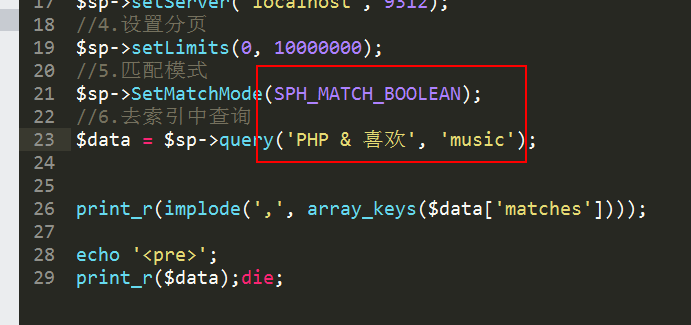 17 $sp->setServer('localhost', 9312);
18 //4.设置分页
19 $sp->setLimits(0, 10000000);
20 //5.匹配模式
21 $sp->SetMatchMode(SPH_MATCH_BOOLEAN);
22 //6.去索引中查询
23 $data = $sp->query('PHP & 喜欢', 'music');
24
25
26 print_r(implode(',', array_keys($data['matches'])));
27
28 echo '<pre>';
29 print_r($data);die;